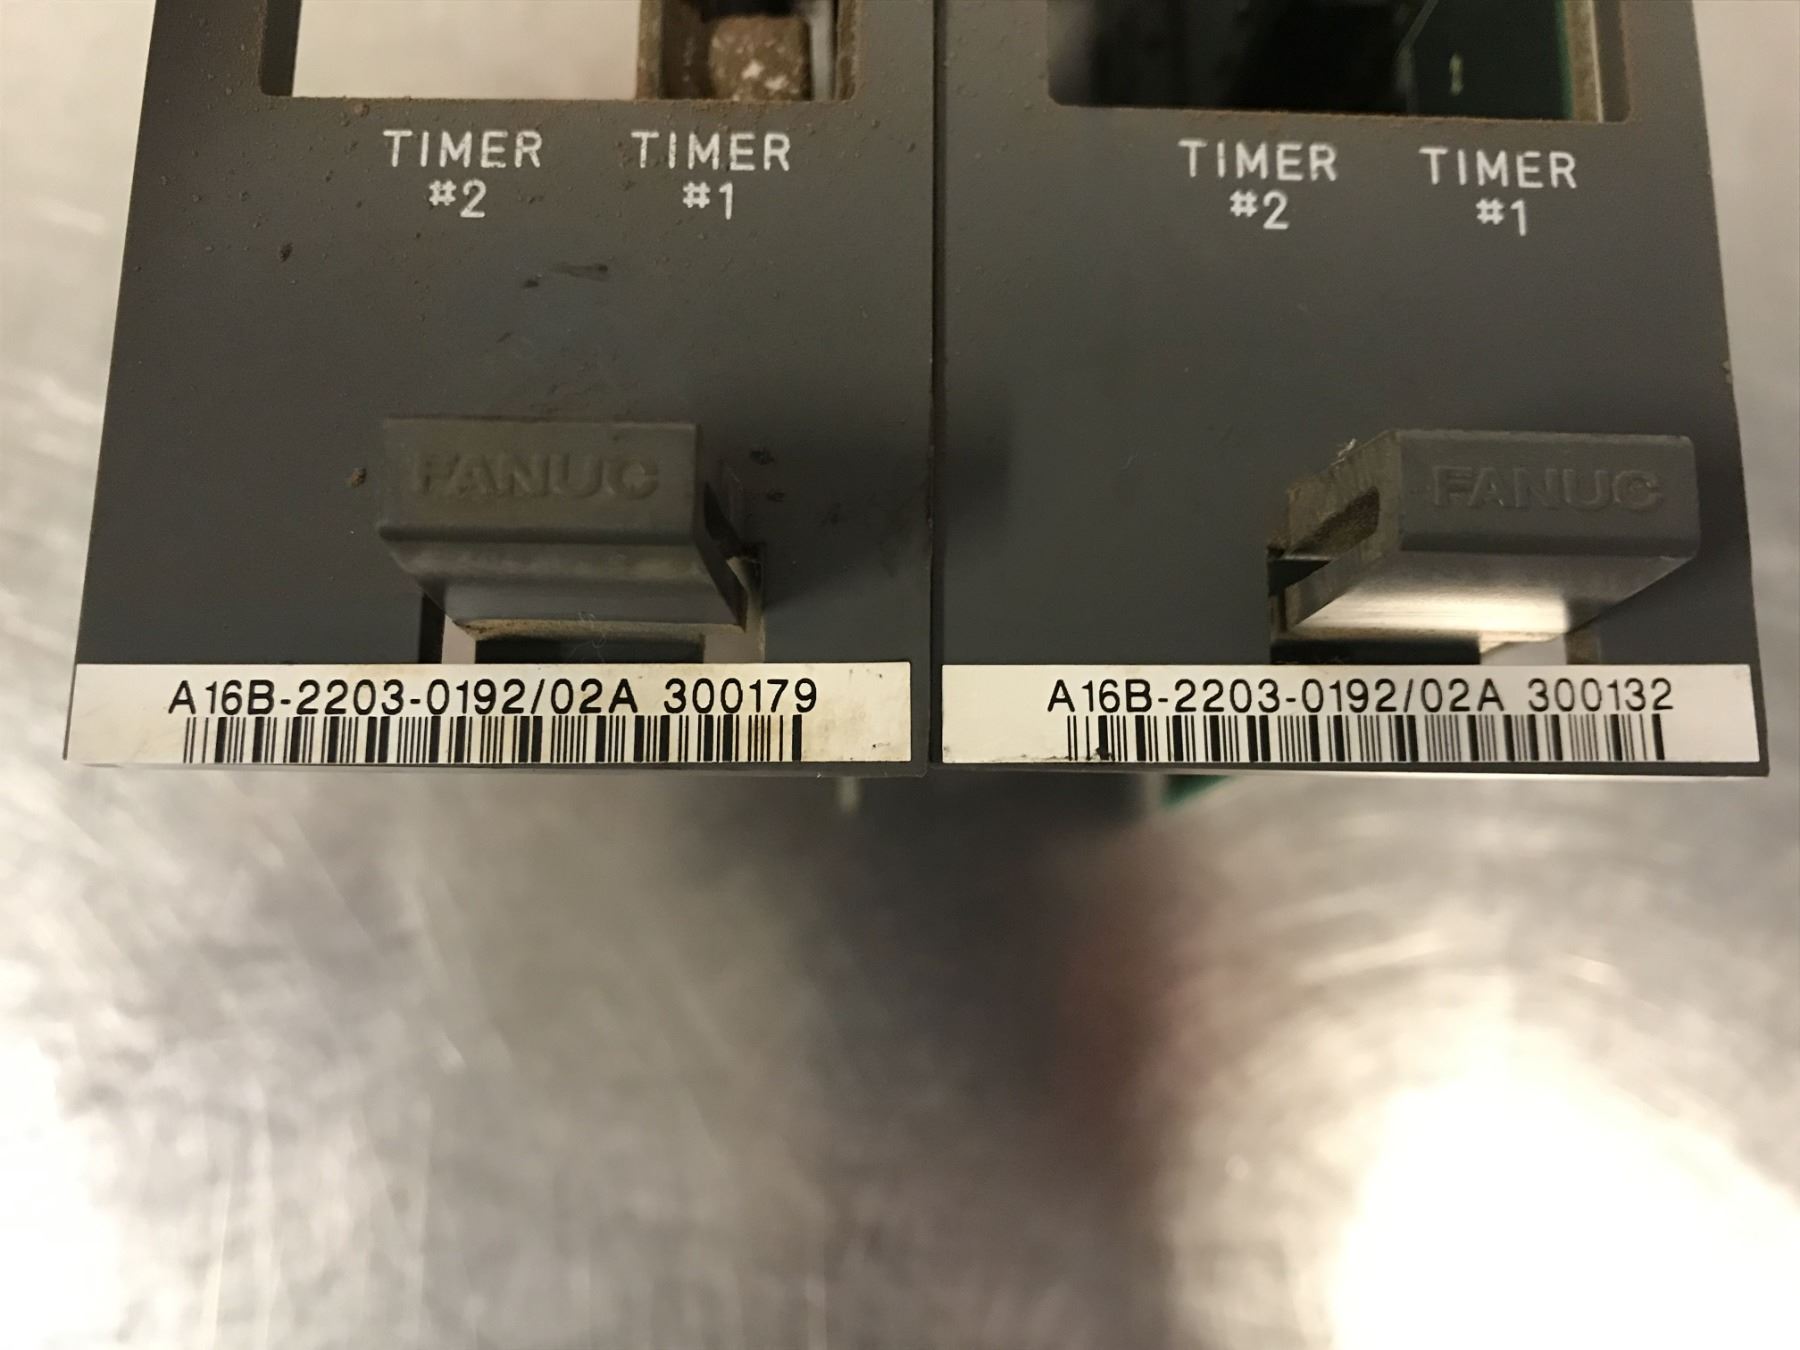 TIMER #2
TIMER #1
FANUC
A16B-2203-0192/02A 300179
TIMER #2
TIMER #1
FANUC
A16B-2203-0192/02A 300132